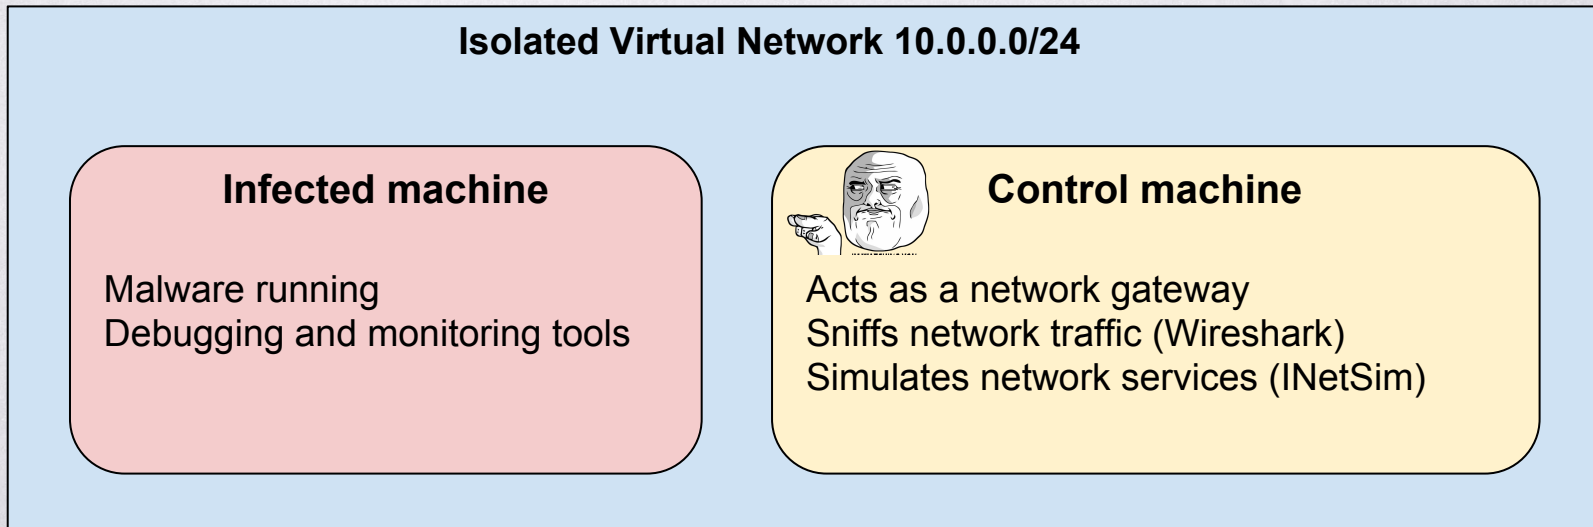 Isolated Virtual Network 10.0.0.0/24
Infected machine
Malware running
Debugging and monitoring tools
Control machine
Acts as a network gateway
Sniffs network traffic (Wireshark)
Simulates network services (INetSim)